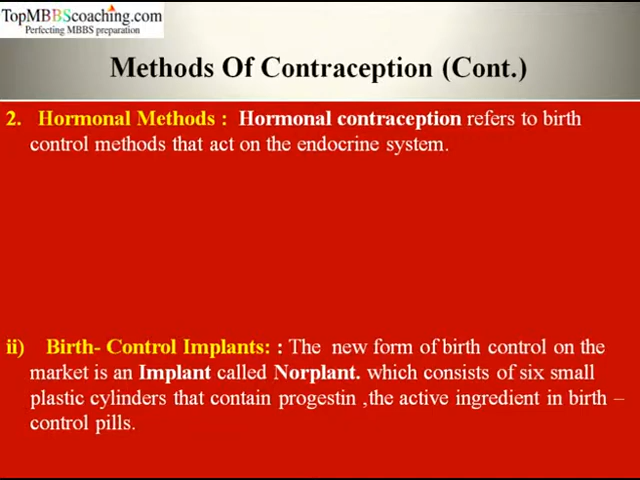 TopMBBScoaching.com
Perfecting MBBS preparation
Methods Of Contraception (Cont.)
2. Hormonal Methods : Hormonal contraception refers to birth
control methods that act on the endocrine system.
ii) Birth- Control Implants: : The new form of birth control on the
market is an Implant called Norplant. which consists of six small
plastic cylinders that contain progestin ,the active ingredient in birth –
control pills.